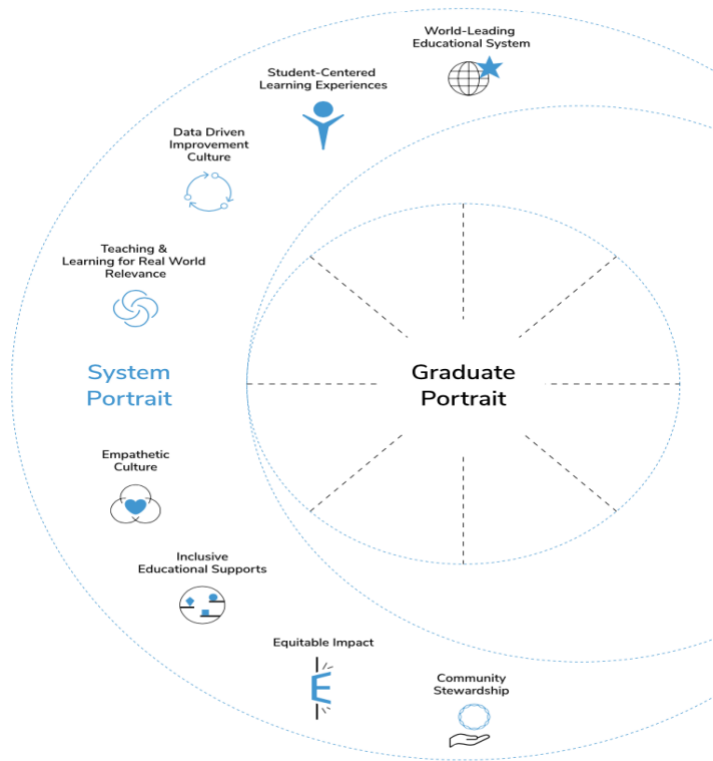 World-Leading
Educational System
Student-Centered
Learning Experiences
Data Driven
Improvement
Culture
Teaching &
Learning for Real World
Relevance
System
Portrait
Graduate
Portrait
Empathetic
Culture
Inclusive
Educational Supports
Equitable Impact
Community
Stewardship